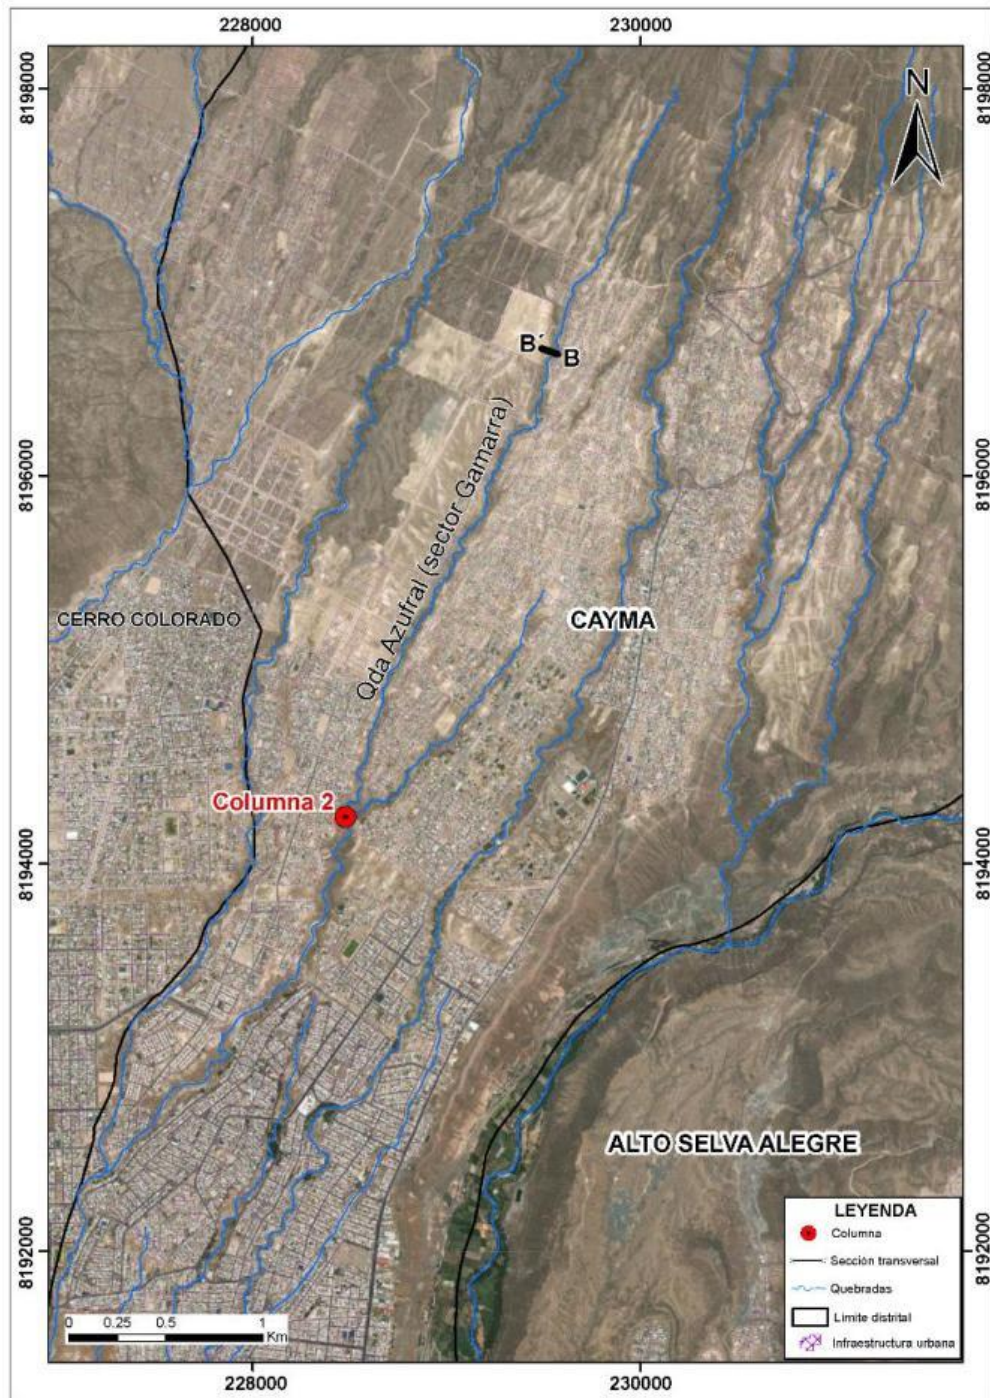 228000
230000
8198000
8198000
N
B´
B
8196000
8196000
Qda Azufral (sector Gamarra)
CERRO COLORADO
CAYMA
Columna 2
8194000
8194000
ALTO SELVA ALEGRE
LEYENDA
Columna
Sección transversal
Quebradas
Limite distrital
Infraestructura urbana
8192000
8192000
0 0.25 0.5 1
Km
228000
230000